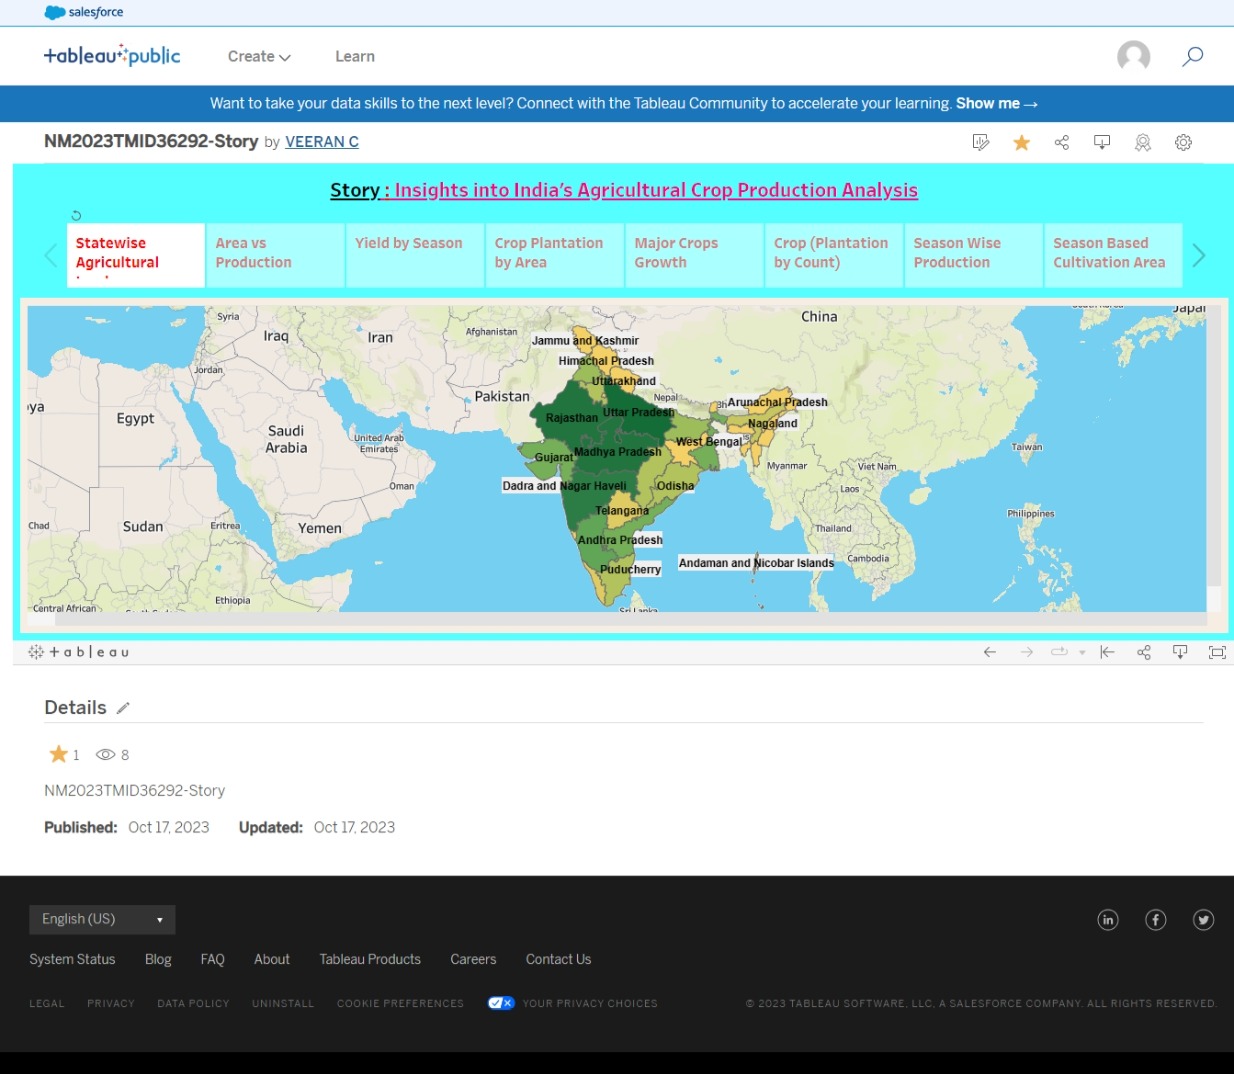 salesforce
+ableau public
Create
Learn
Want to take your data skills to the next level? Connect with the Tableau Community to accelerate your learning. Show me →
NM2023TMID36292-Story by VEERAN C
Story : Insights into India's Agricultural Crop Production Analysis
Statewise
Agricultural
Area vs
Production
Yield by Season
Crop Plantation
by Area
Major Crops
Growth
Crop (Plantation
by Count)
Season Wise
Production
Season Based
Cultivation Area
Syria
Iraq
Iran
Afghanistan
China
Jordan
Pakistan
Nepal
Egypt
Saudi
Arabia
United Arab
Emirates
Oman
Chad
Sudan
Eritrea
Yemen
Ethiopia
Central African
Jammu and Kashmir
Himachal Pradesh
Uttarakhand
Arunachal Pradesh
Rajasthan
Uttar Pradesh
Nagaland
West Bengal
Gujarat
Madhya Pradesh
Dadra and Nagar Haveli
Odisha
Telangana
Andhra Pradesh
Puducherry
Andaman and Nicobar Islands
Sri Lanka
Myanmar
Viet Nam
Laos
Thailand
Cambodia
Taiwan
Philippines
+ableau
Details
1
8
NM2023TMID36292-Story
Published: Oct 17, 2023 Updated: Oct 17, 2023
English (US)
System Status
Blog
FAQ
About
Tableau Products
Careers
Contact Us
LEGAL
PRIVACY
DATA POLICY
UNINSTALL
COOKIE PREFERENCES
YOUR PRIVACY CHOICES
© 2023 TABLEAU SOFTWARE, LLC, A SALESFORCE COMPANY. ALL RIGHTS RESERVED.